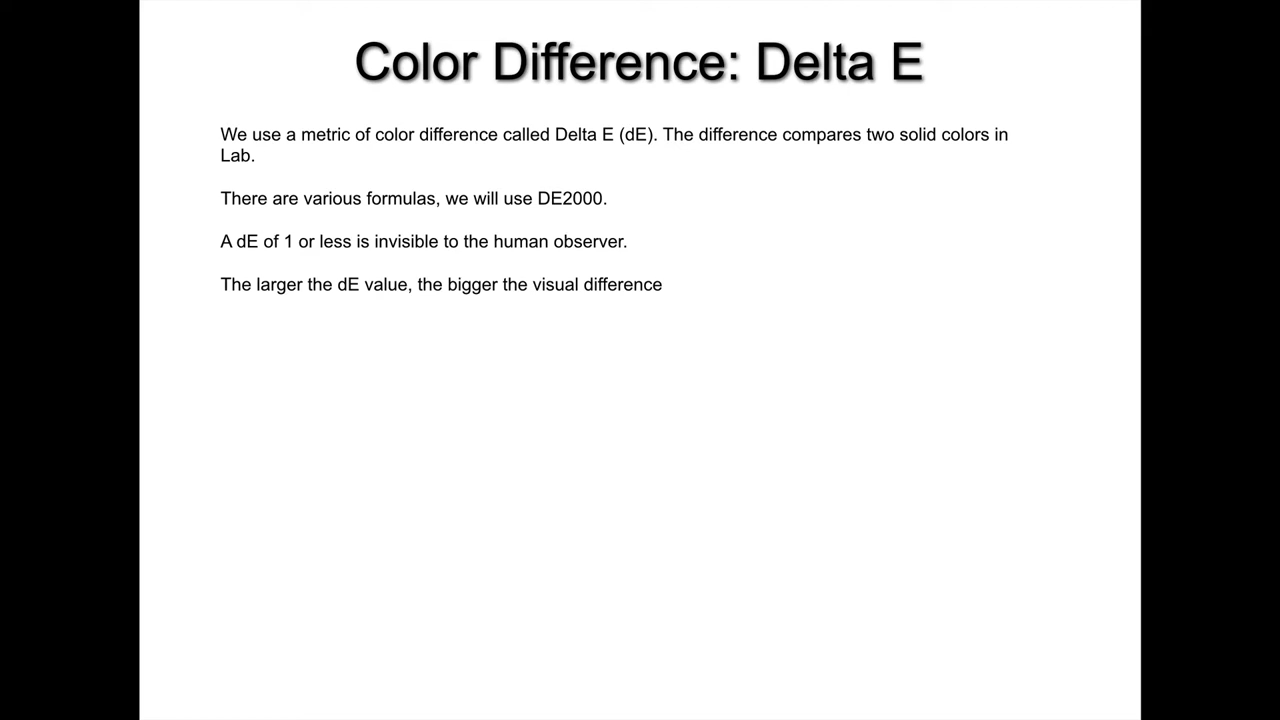 Color Difference: Delta E
We use a metric of color difference called Delta E (dE). The difference compares two solid colors in
Lab.
There are various formulas, we will use DE2000.
A dE of 1 or less is invisible to the human observer.
The larger the dE value, the bigger the visual difference